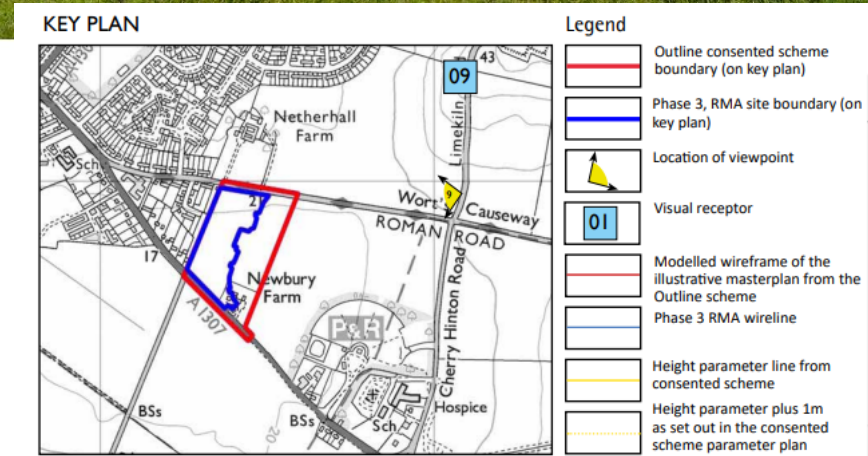 KEY PLAN
Sch
Netherhall
Farm
21
17
Newbury
Farm
A 1307
BSs
20
BSs
P&R
Sch
Hospice
Cherry Hinton Road
ROMAN ROAD
Wort's Causeway
9
Limekiln
43
09
Legend
Outline consented scheme
boundary (on key plan)
Phase 3, RMA site boundary (on
key plan)
Location of viewpoint
01
Visual receptor
Modelled wireframe of the
illustrative masterplan from the
Outline scheme
Phase 3 RMA wireline
Height parameter line from
consented scheme
Height parameter plus 1m
as set out in the consented
scheme parameter plan